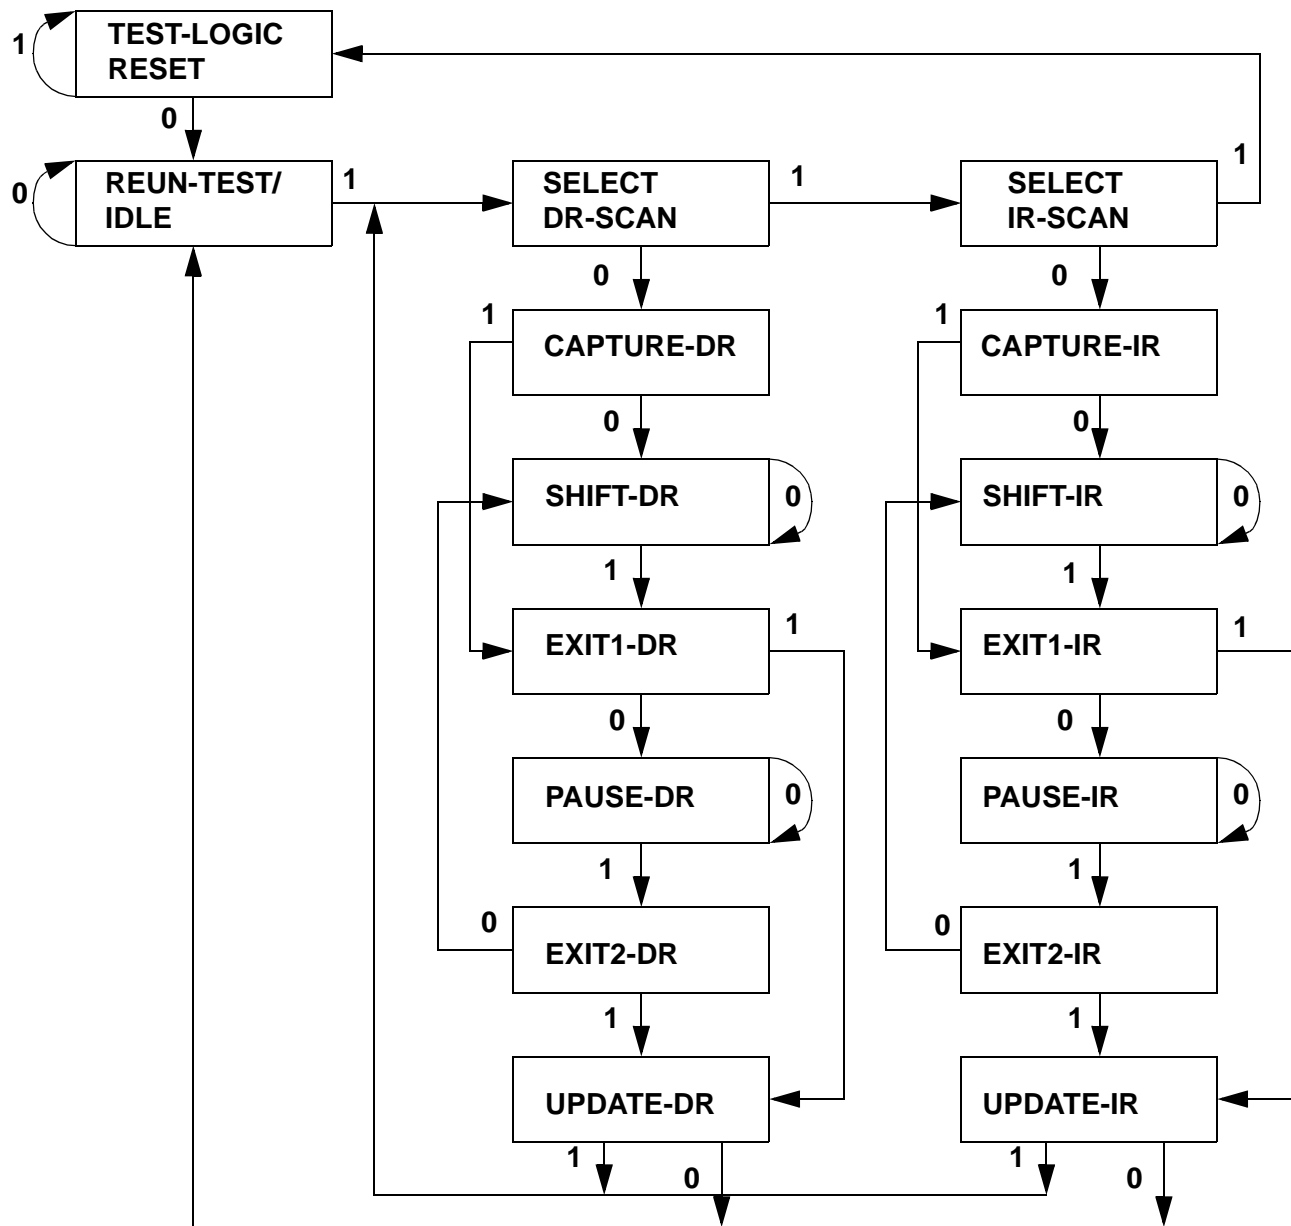 TEST-LOGIC
RESET
1
0
REUN-TEST/
IDLE
0
1
SELECT
DR-SCAN
1
SELECT
IR-SCAN
1
0
0
1
CAPTURE-DR
1
CAPTURE-IR
0
0
SHIFT-DR
0
SHIFT-IR
0
1
1
EXIT1-DR
1
EXIT1-IR
1
0
0
PAUSE-DR
0
PAUSE-IR
0
1
1
0
EXIT2-DR
0
EXIT2-IR
1
1
UPDATE-DR
UPDATE-IR
1
0
1
0